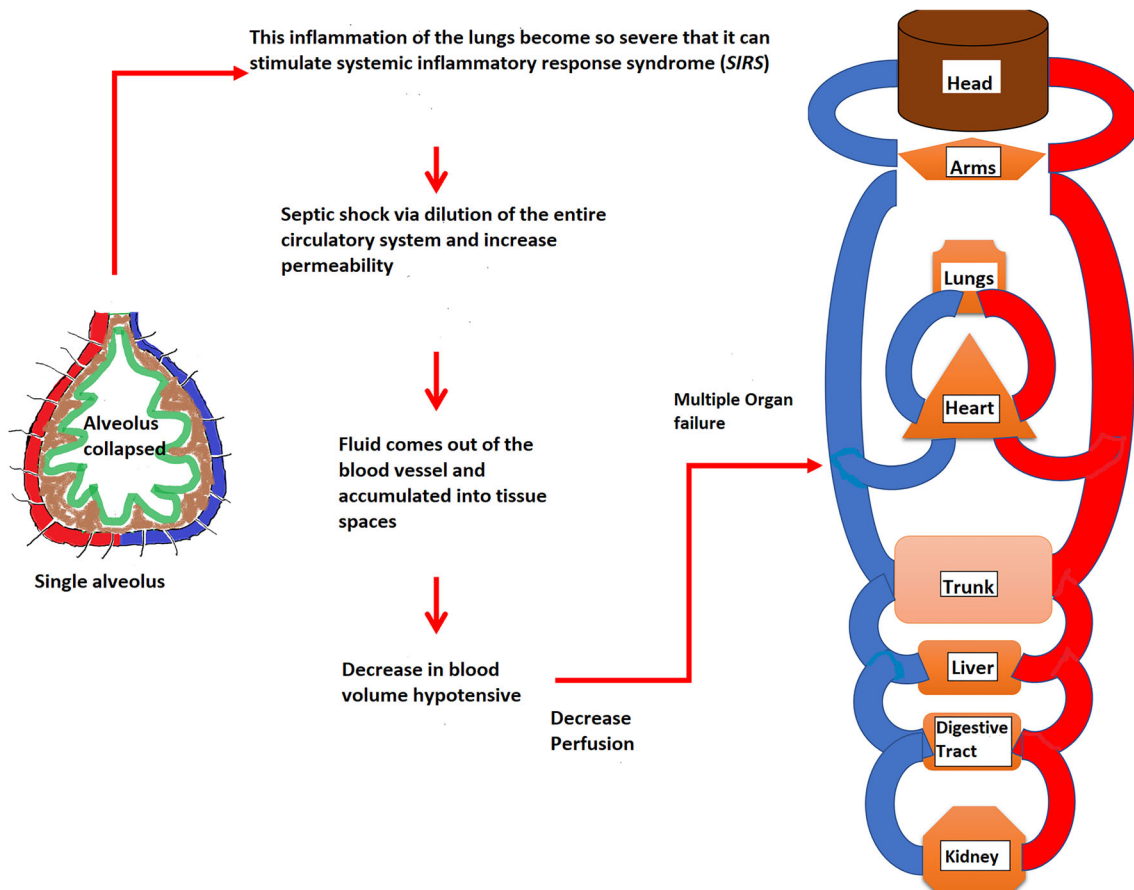 This inflammation of the lungs become so severe that it can
stimulate systemic inflammatory response syndrome (SIRS)
Septic shock via dilution of the entire
circulatory system and increase
permeability
Fluid comes out of the
blood vessel and
accumulated into tissue
spaces
Decrease in blood
volume hypotensive
Decrease
Perfusion
Multiple Organ
failure
Alveolus
collapsed
Single alveolus
Head
Arms
Lungs
Heart
Trunk
Liver
Digestive
Tract
Kidney